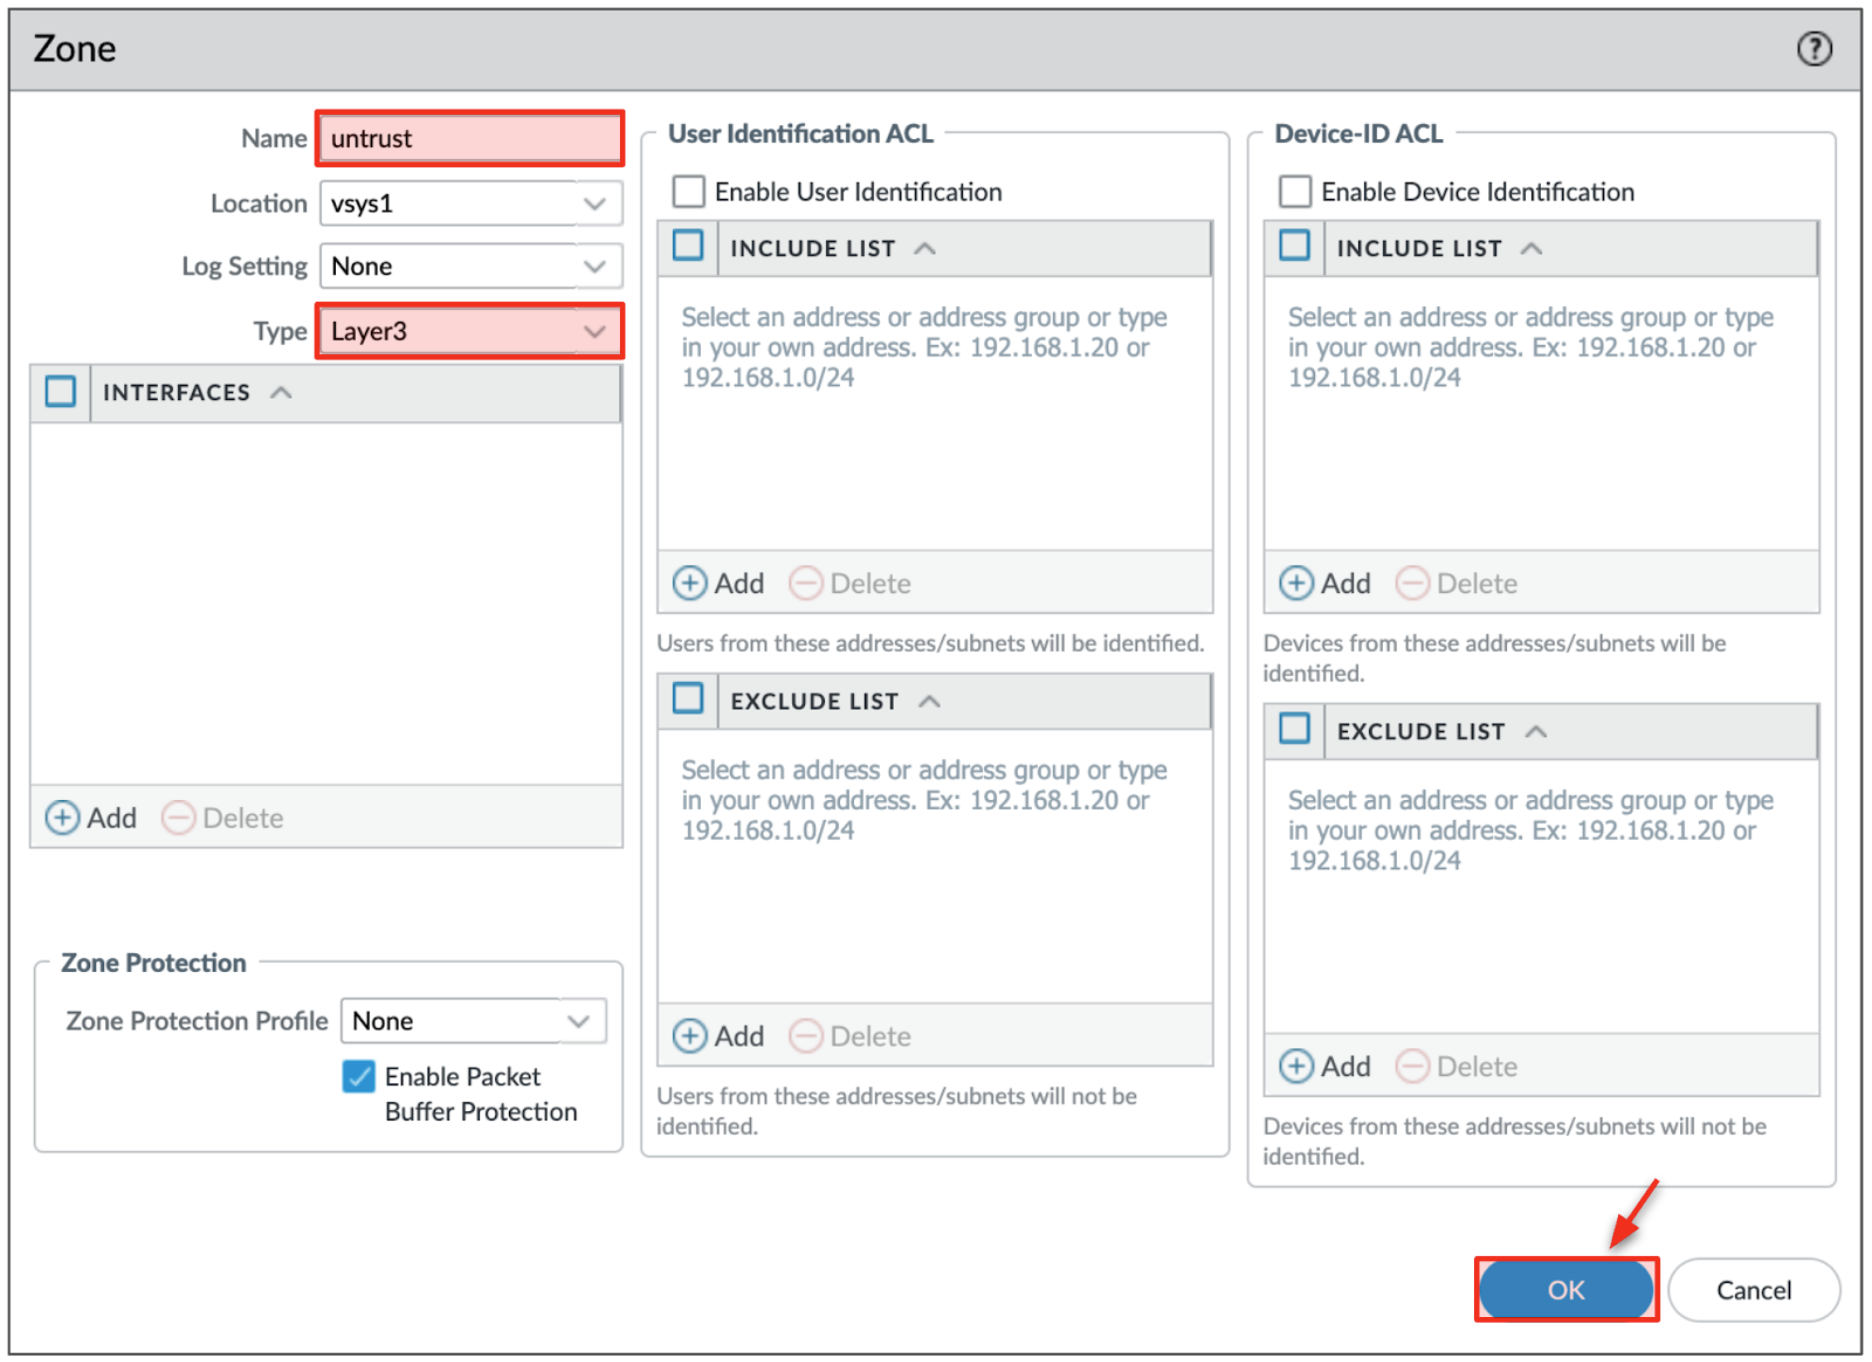 Zone
?
Name untrust
Location vsys1
Log Setting None
Type Layer3
INTERFACES
Add Delete
Zone Protection
Zone Protection Profile None
Enable Packet
Buffer Protection
User Identification ACL
Enable User Identification
INCLUDE LIST
Select an address or address group or type
in your own address. Ex: 192.168.1.20 or
192.168.1.0/24
Add Delete
Users from these addresses/subnets will be identified.
EXCLUDE LIST
Select an address or address group or type
in your own address. Ex: 192.168.1.20 or
192.168.1.0/24
Add Delete
Users from these addresses/subnets will not be
identified.
Device-ID ACL
Enable Device Identification
INCLUDE LIST
Select an address or address group or type
in your own address. Ex: 192.168.1.20 or
192.168.1.0/24
Add Delete
Devices from these addresses/subnets will be
identified.
EXCLUDE LIST
Select an address or address group or type
in your own address. Ex: 192.168.1.20 or
192.168.1.0/24
Add Delete
Devices from these addresses/subnets will not be
identified.
OK Cancel